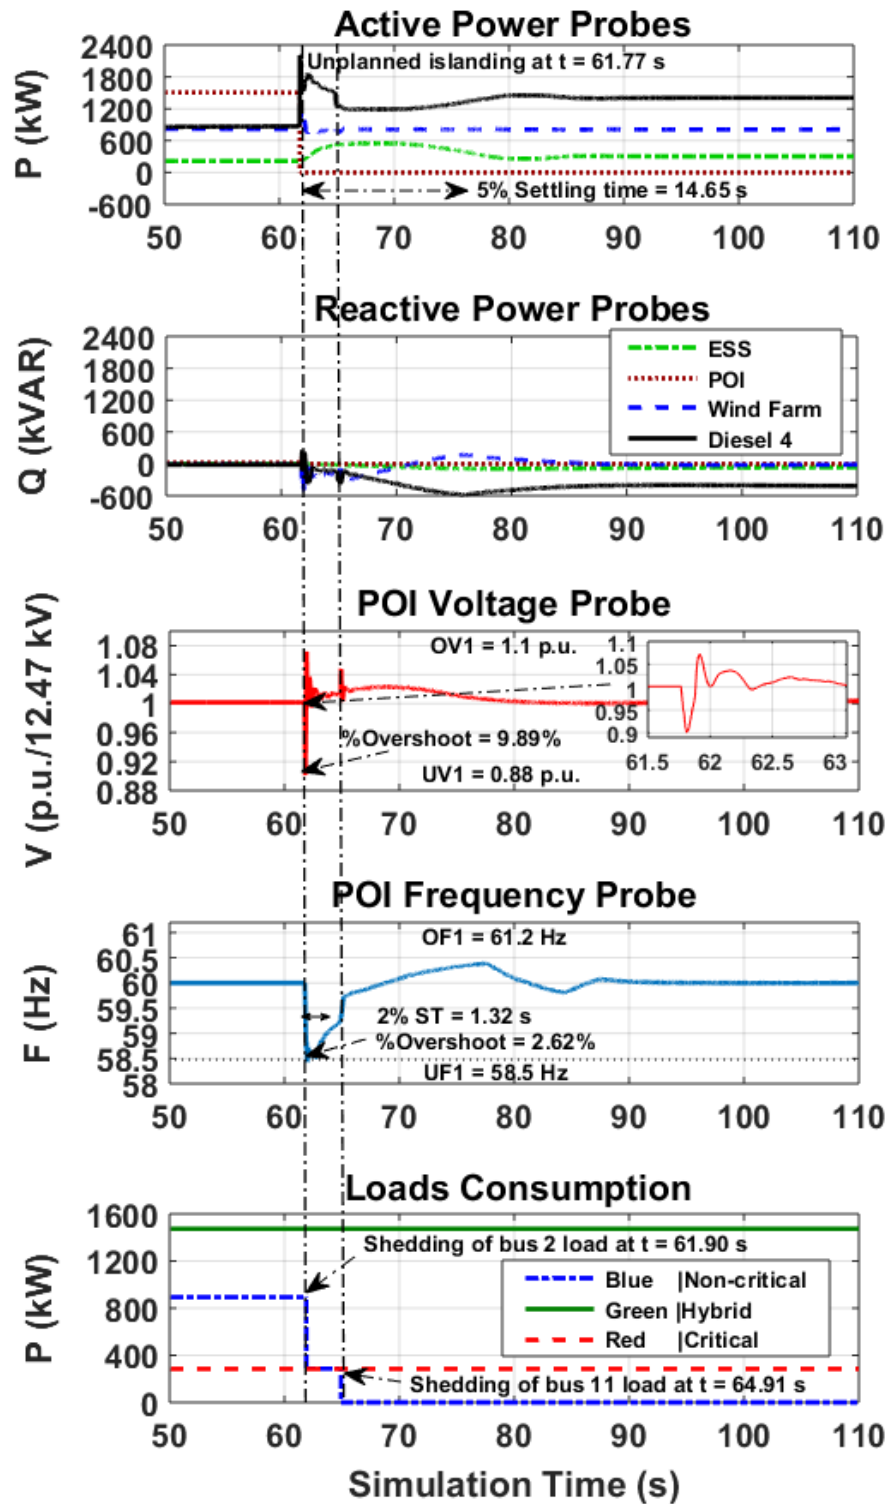 Active Power Probes
P (kW)
2400
1800
1200
600
0
-600
Unplanned islanding at t = 61.77 s
5% Settling time = 14.65 s
50 60 70 80 90 100 110
Reactive Power Probes
Q (kVAR)
2400
1800
1200
600
0
-600
ESS
POI
Wind Farm
Diesel 4
50 60 70 80 90 100 110
POI Voltage Probe
V (p.u./12.47 kV)
1.08
1.04
1
0.96
0.92
0.88
OV1 = 1.1 p.u.
%Overshoot = 9.89%
UV1 = 0.88 p.u.
1.1
1.05
1
0.95
0.9
61.5 62 62.5 63
50 60 70 80 90 100 110
POI Frequency Probe
F (Hz)
61
60.5
60
59.5
59
58.5
58
OF1 = 61.2 Hz
2% ST = 1.32 s
%Overshoot = 2.62%
UF1 = 58.5 Hz
50 60 70 80 90 100 110
Loads Consumption
P (kW)
1600
1200
800
400
0
Shedding of bus 2 load at t = 61.90 s
Blue |Non-critical
Green |Hybrid
Red |Critical
Shedding of bus 11 load at t = 64.91 s
50 60 70 80 90 100 110
Simulation Time (s)